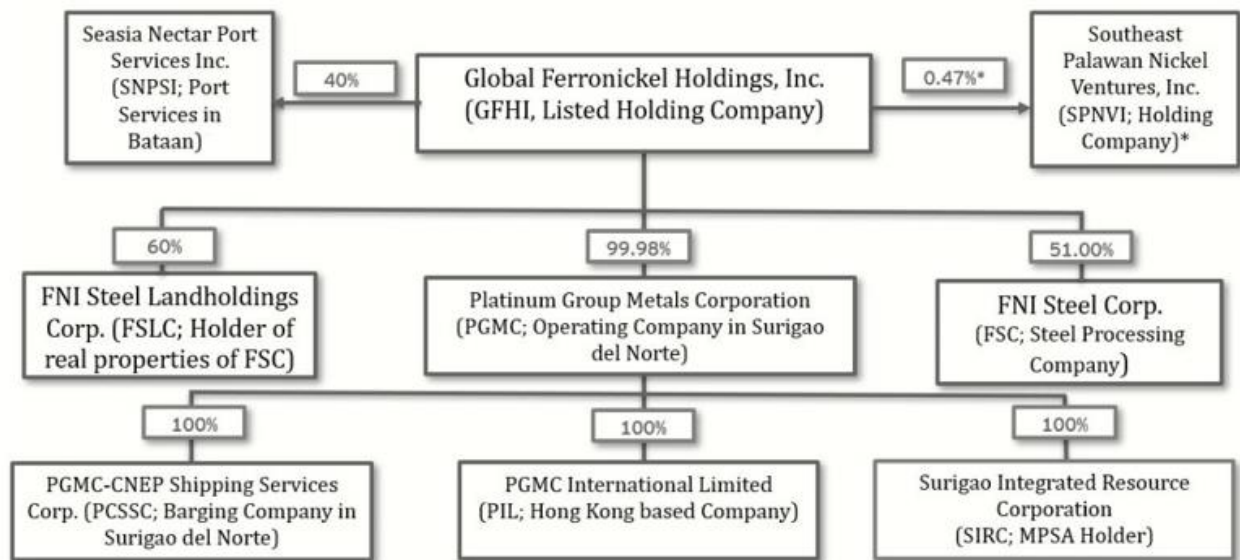 Seasia Nectar Port
Services Inc.
(SNPSI; Port
Services in
Bataan)
40%
Global Ferronickel Holdings, Inc.
(GFHI, Listed Holding Company)
0.47%*
Southeast
Palawan Nickel
Ventures, Inc.
(SPNVI; Holding
Company)*
60%
99.98%
51.00%
FNI Steel Landholdings
Corp. (FSLC; Holder of
real properties of FSC)
Platinum Group Metals Corporation
(PGMC; Operating Company in Surigao
del Norte)
FNI Steel Corp.
(FSC; Steel Processing
Company)
100%
100%
100%
PGMC-CNEP Shipping Services
Corp. (PCSSC; Barging Company in
Surigao del Norte)
PGMC International Limited
(PIL; Hong Kong based Company)
Surigao Integrated Resource
Corporation
(SIRC; MPSA Holder)